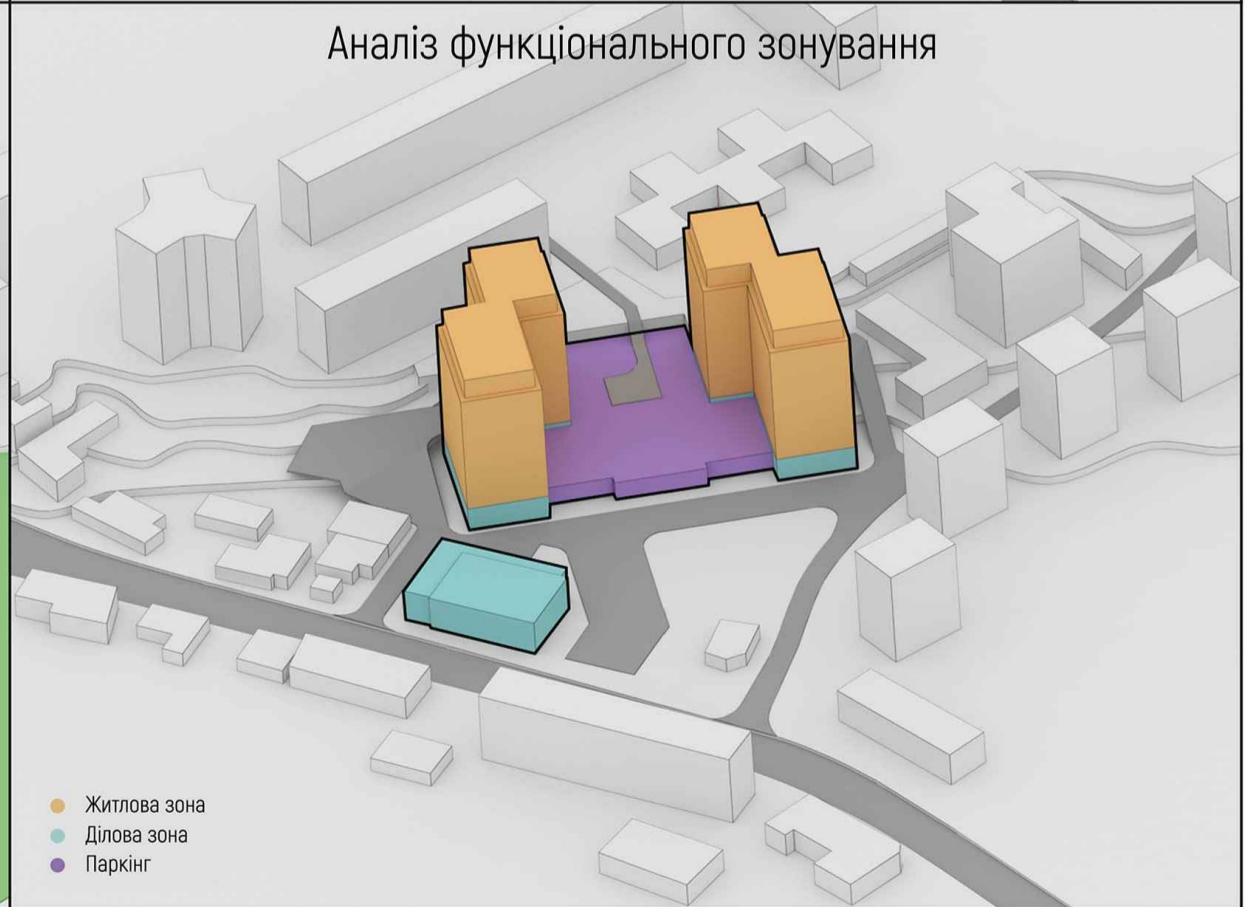 Аналіз функціонального зонування
Житлова зона
Ділова зона
Паркінг